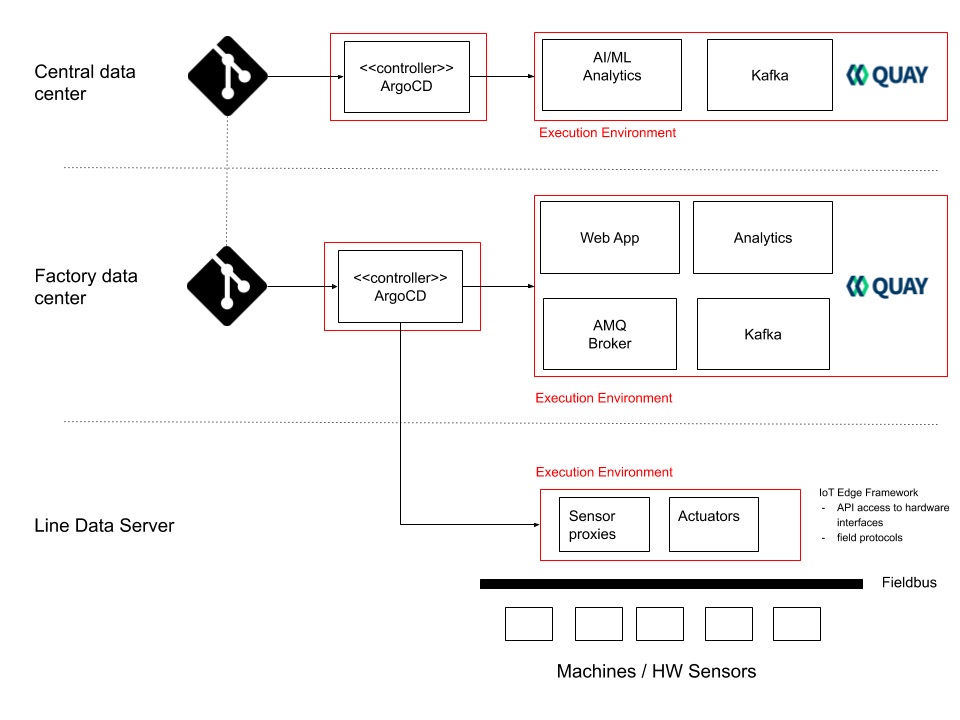 Central data
center
<<controller>>
ArgoCD
AI/ML
Analytics
Kafka
QUAY
Execution Environment
Factory data
center
<<controller>>
ArgoCD
Web App
Analytics
AMQ
Broker
Kafka
QUAY
Execution Environment
Execution Environment
Line Data Server
Sensor
proxies
Actuators
IoT Edge Framework
- API access to hardware
interfaces
- field protocols
Fieldbus
Machines / HW Sensors